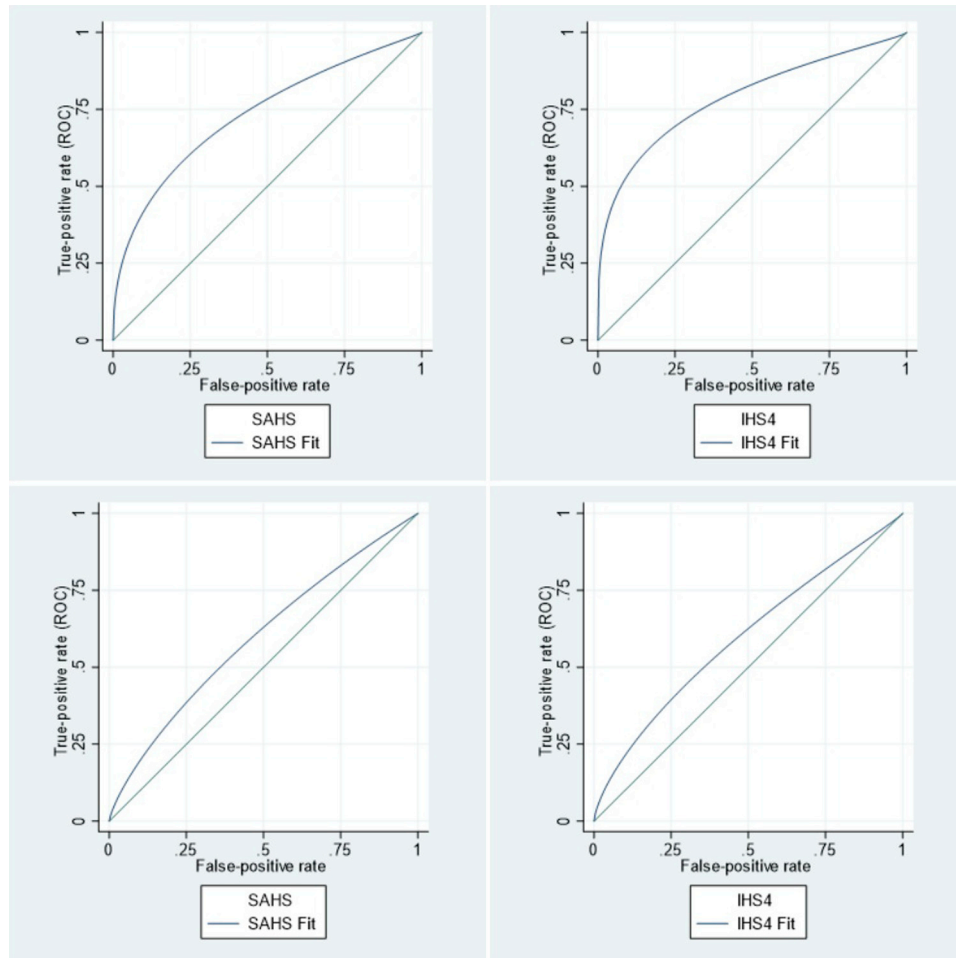 True-positive rate (ROC)
1
.75
.5
.25
0
0 .25 .5 .75 1
False-positive rate
SAHS
SAHS Fit
True-positive rate (ROC)
1
.75
.5
.25
0
0 .25 .5 .75 1
False-positive rate
IHS4
IHS4 Fit
True-positive rate (ROC)
1
.75
.5
.25
0
0 .25 .5 .75 1
False-positive rate
SAHS
SAHS Fit
True-positive rate (ROC)
1
.75
.5
.25
0
0 .25 .5 .75 1
False-positive rate
IHS4
IHS4 Fit